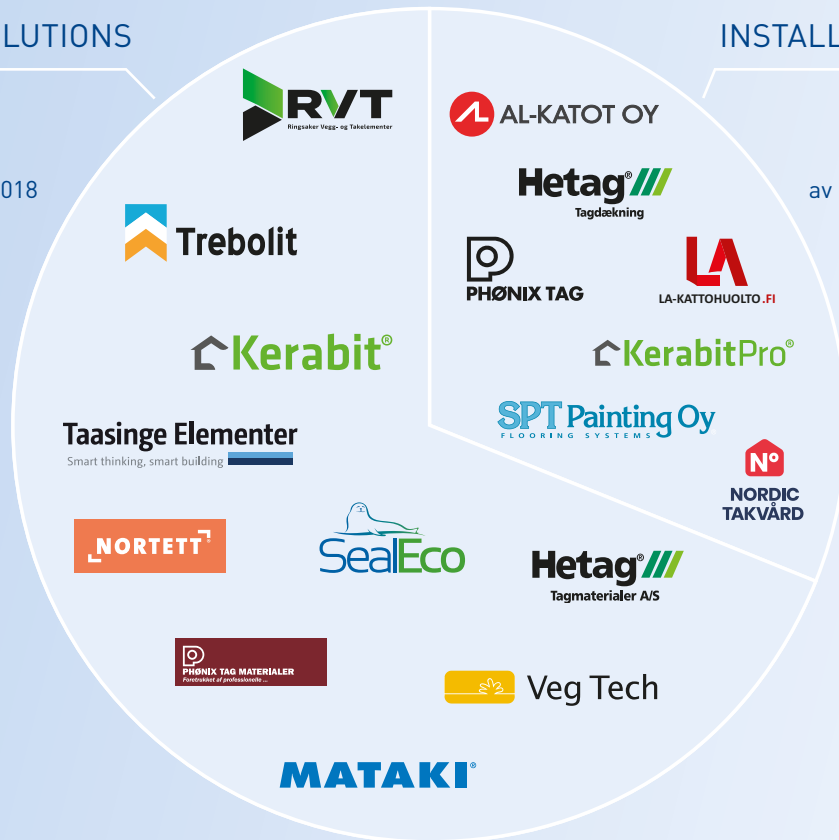 LUTIONS
INSTALL
018
av
RVT
Ringsaker Vegg- og Takelementer
Trebolit
Kerabit®
Taasinge Elementer
Smart thinking, smart building
NORTETT
SealEco
PHØNIX TAG MATERIALER
Foretrukket af professionelle ...
MATAKI®
AL-KATOT OY
Hetag®
Tagdækning
PHØNIX TAG
LA
LA-KATTOHUOLTO.FI
KerabitPro®
SPT Painting Oy
FLOORING SYSTEMS
Nº
NORDIC
TAKVÅRD
Hetag®
Tagmaterialer A/S
Veg Tech